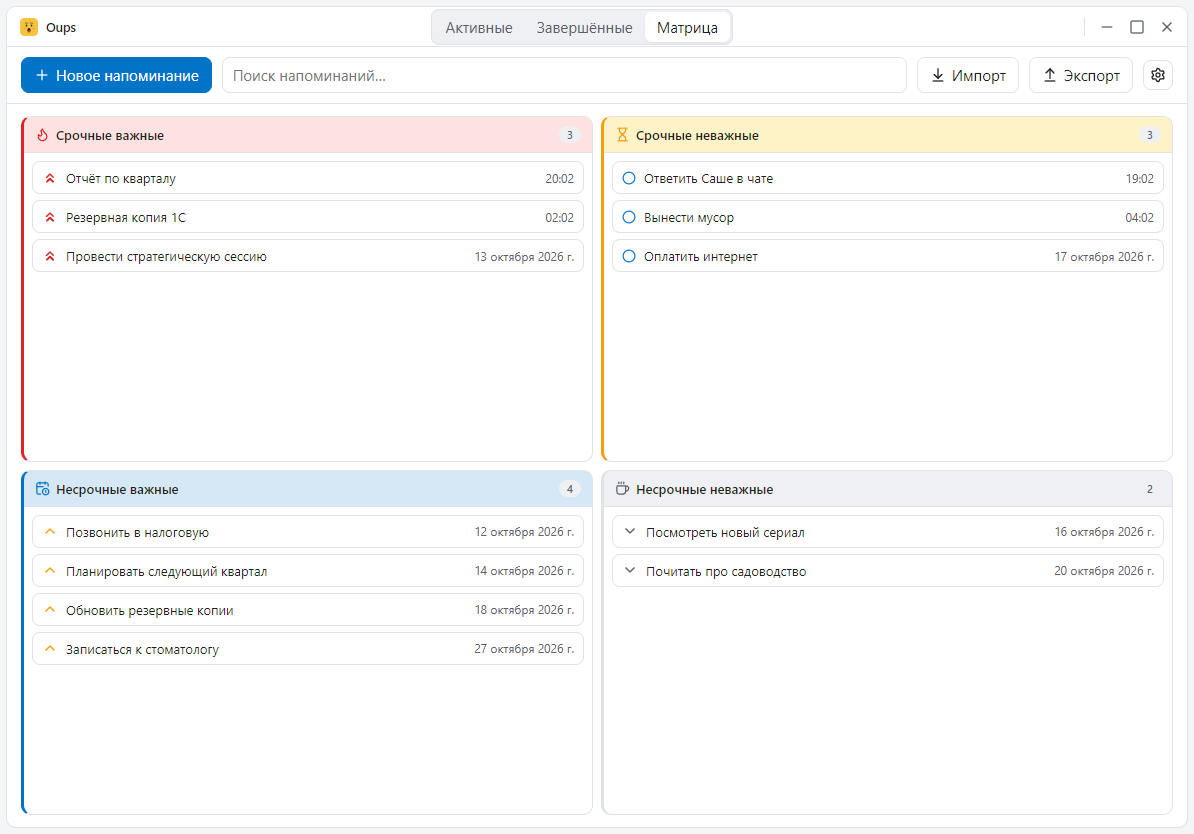 Oups
Активные Завершённые Матрица
Новое напоминание Поиск напоминаний... Импорт Экспорт
Срочные важные 3
Отчёт по кварталу 20:02
Резервная копия 1С 02:02
Провести стратегическую сессию 13 октября 2026 г.
Срочные неважные 3
Ответить Саше в чате 19:02
Вынести мусор 04:02
Оплатить интернет 17 октября 2026 г.
Несрочные важные 4
Позвонить в налоговую 12 октября 2026 г.
Планировать следующий квартал 14 октября 2026 г.
Обновить резервные копии 18 октября 2026 г.
Записаться к стоматологу 27 октября 2026 г.
Несрочные неважные 2
Посмотреть новый сериал 16 октября 2026 г.
Почитать про садоводство 20 октября 2026 г.